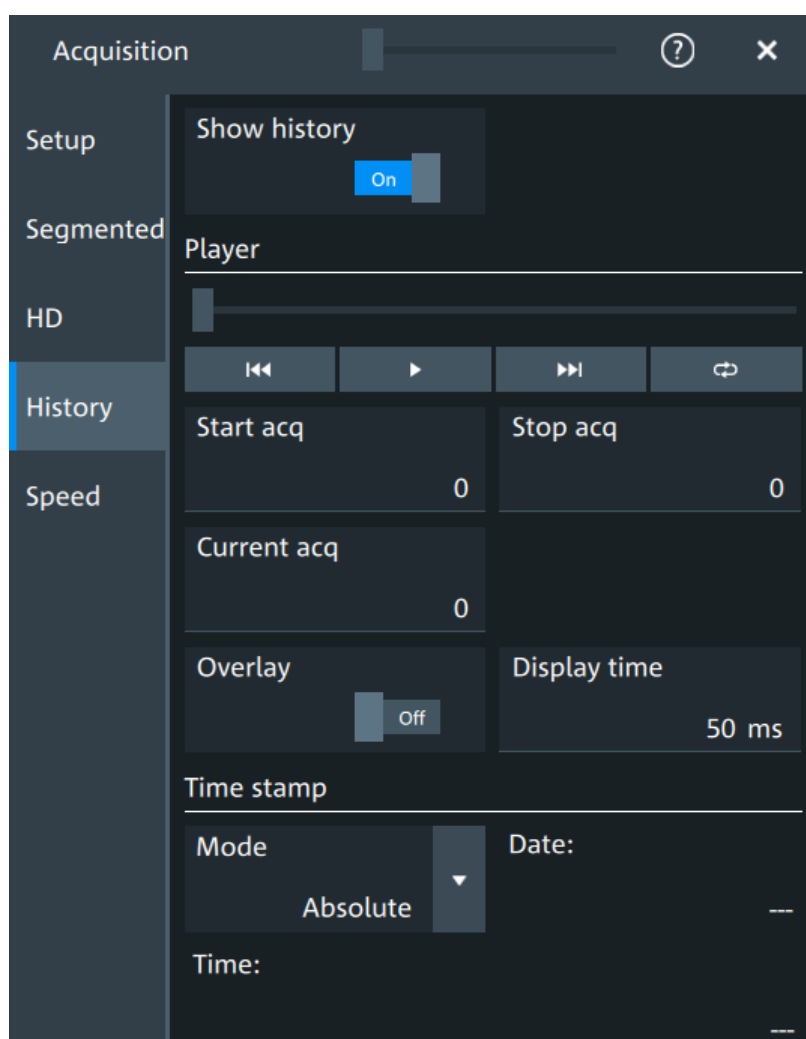 Acquisition
?
Setup
Show history
On
Segmented
Player
HD
History
Start acq
Stop acq
0
0
Speed
Current acq
0
Overlay
Display time
Off
50 ms
Time stamp
Mode
Date:
Absolute
---
Time:
---